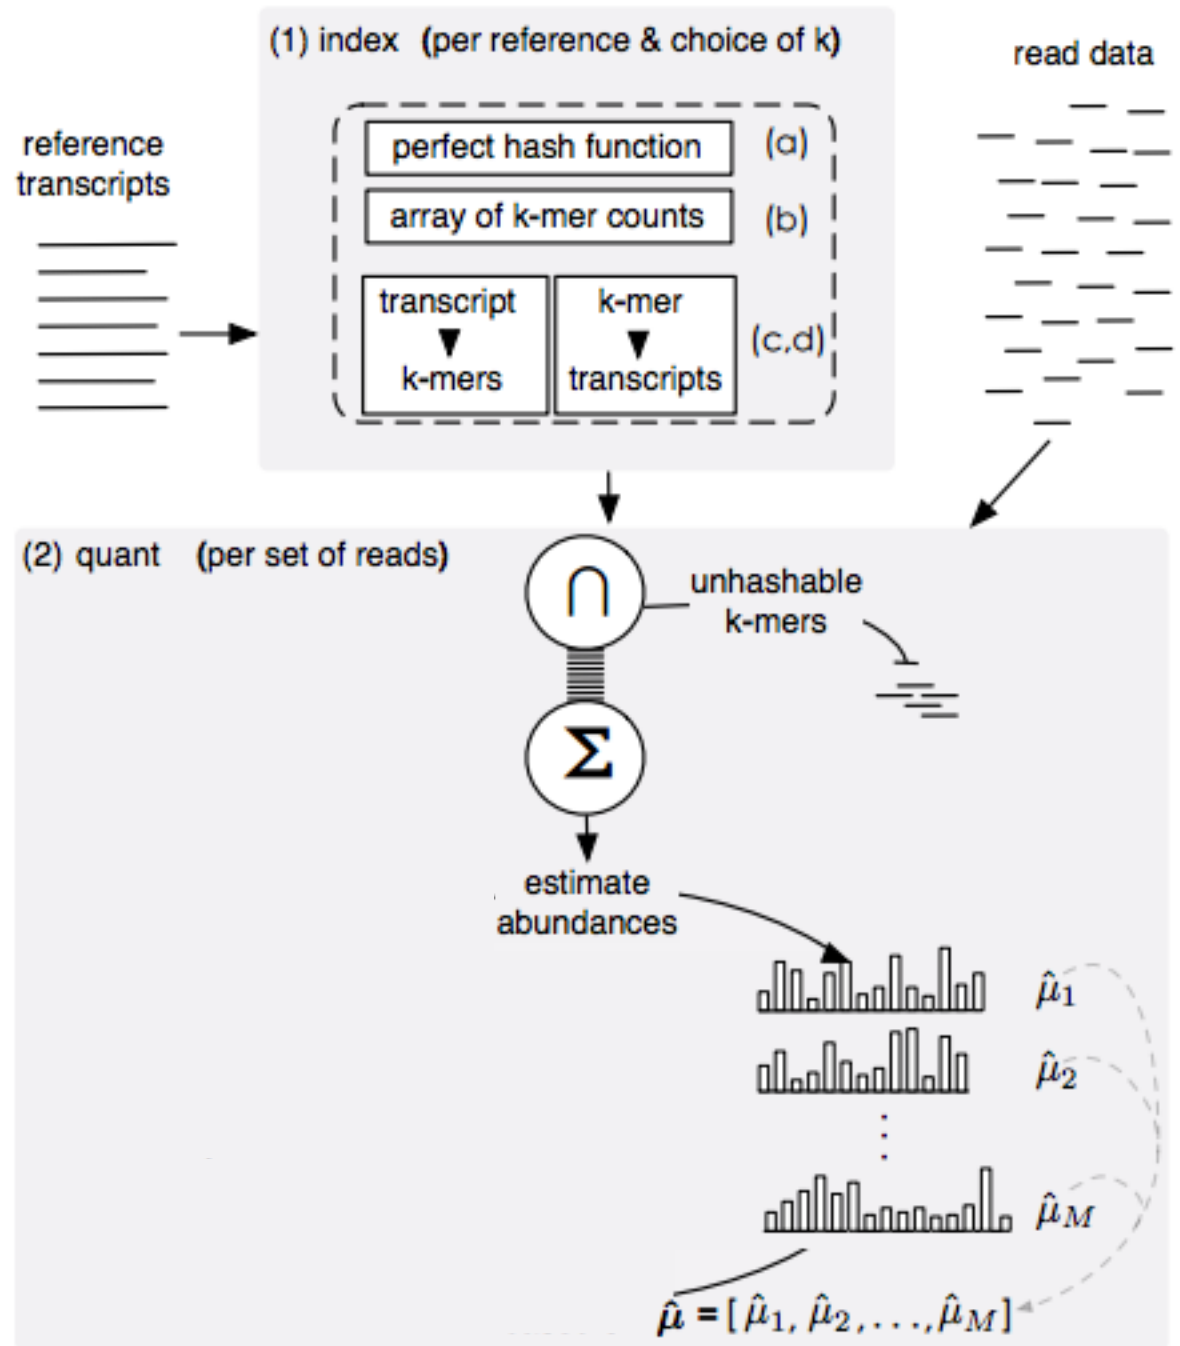 (1) index (per reference & choice of k)
read data
reference
transcripts
perfect hash function
(a)
array of k-mer counts
(b)
transcript
k-mers
k-mer
transcripts
(c,d)
(2) quant (per set of reads)
∩
unhashable
k-mers
Σ
estimate
abundances
μ̂1
μ̂2
⋮
μ̂M
μ̂ = [ μ̂1, μ̂2, . . . , μ̂M ]